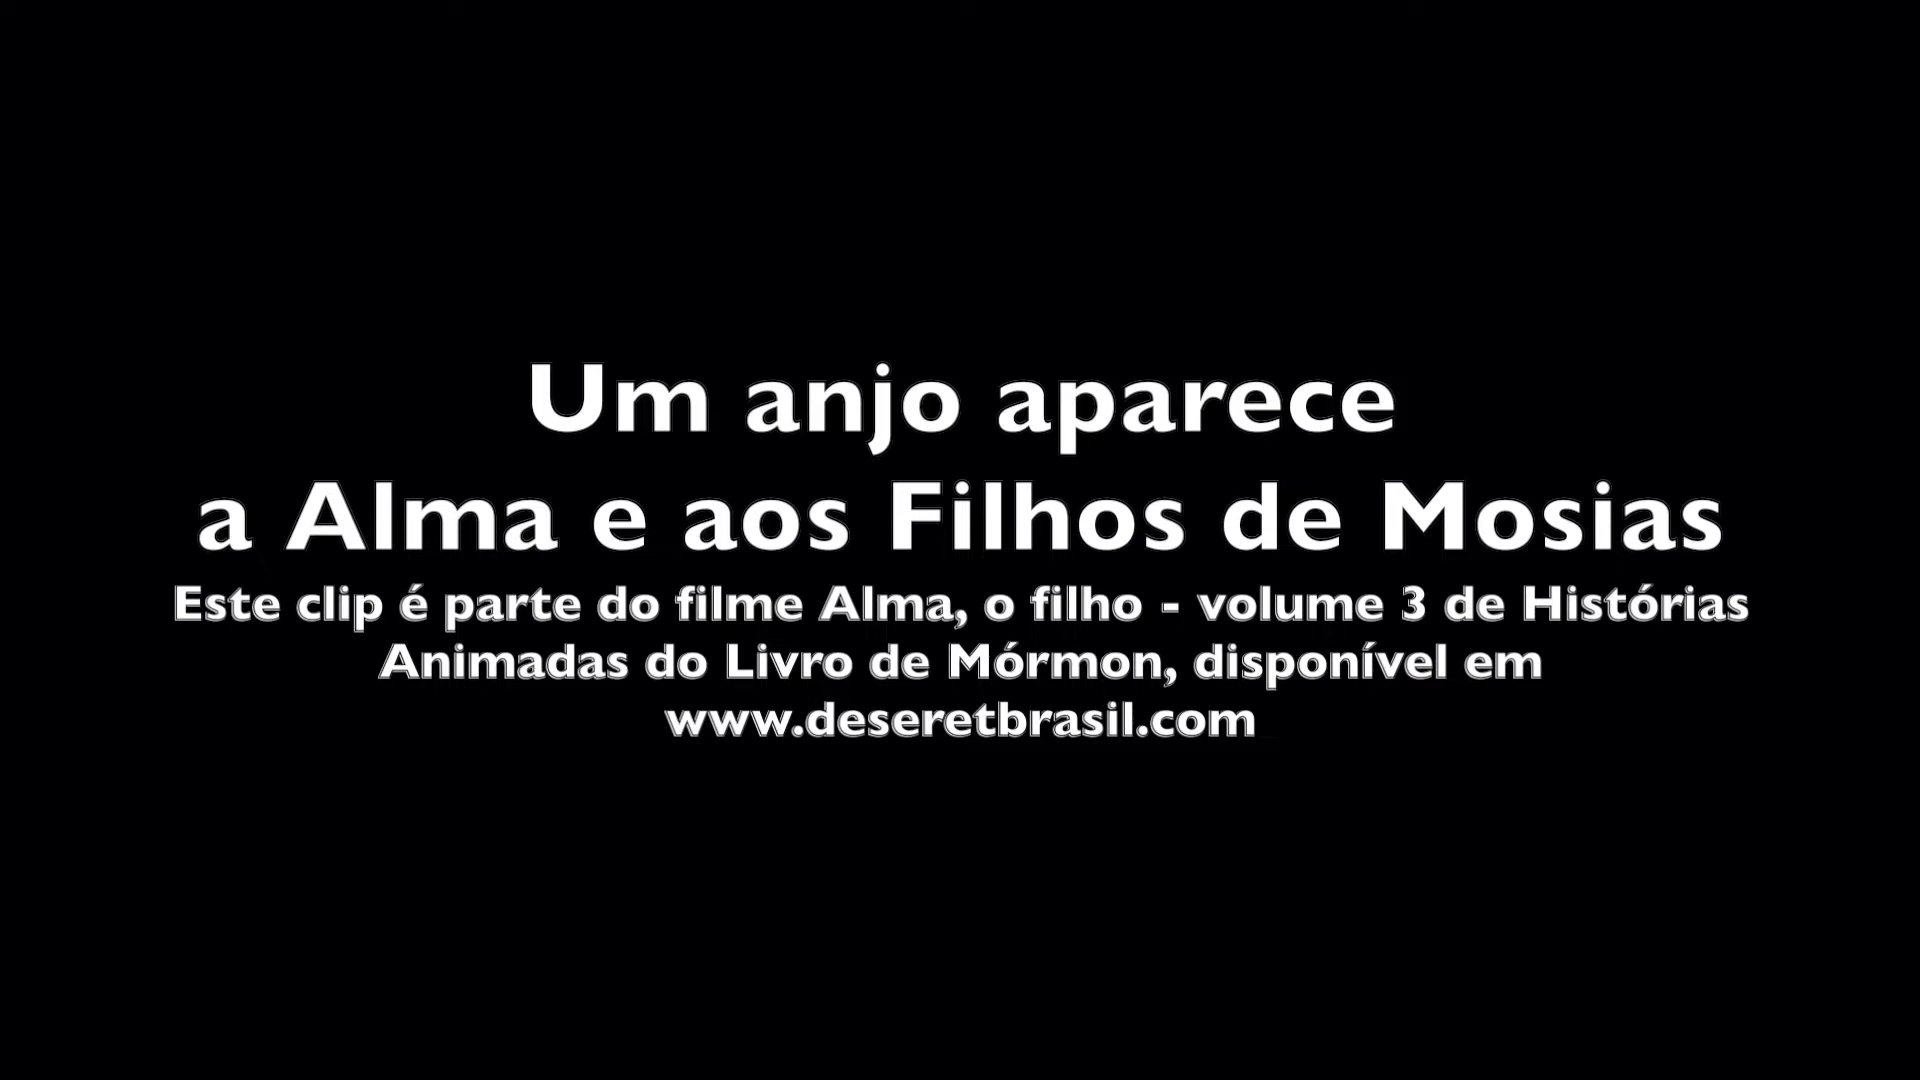 Um anjo aparece
a Alma e aos Filhos de Mosias
Este clip é parte do filme Alma, o filho - volume 3 de Histórias
Animadas do Livro de Mórmon, disponível em
www.deseretbrasil.com